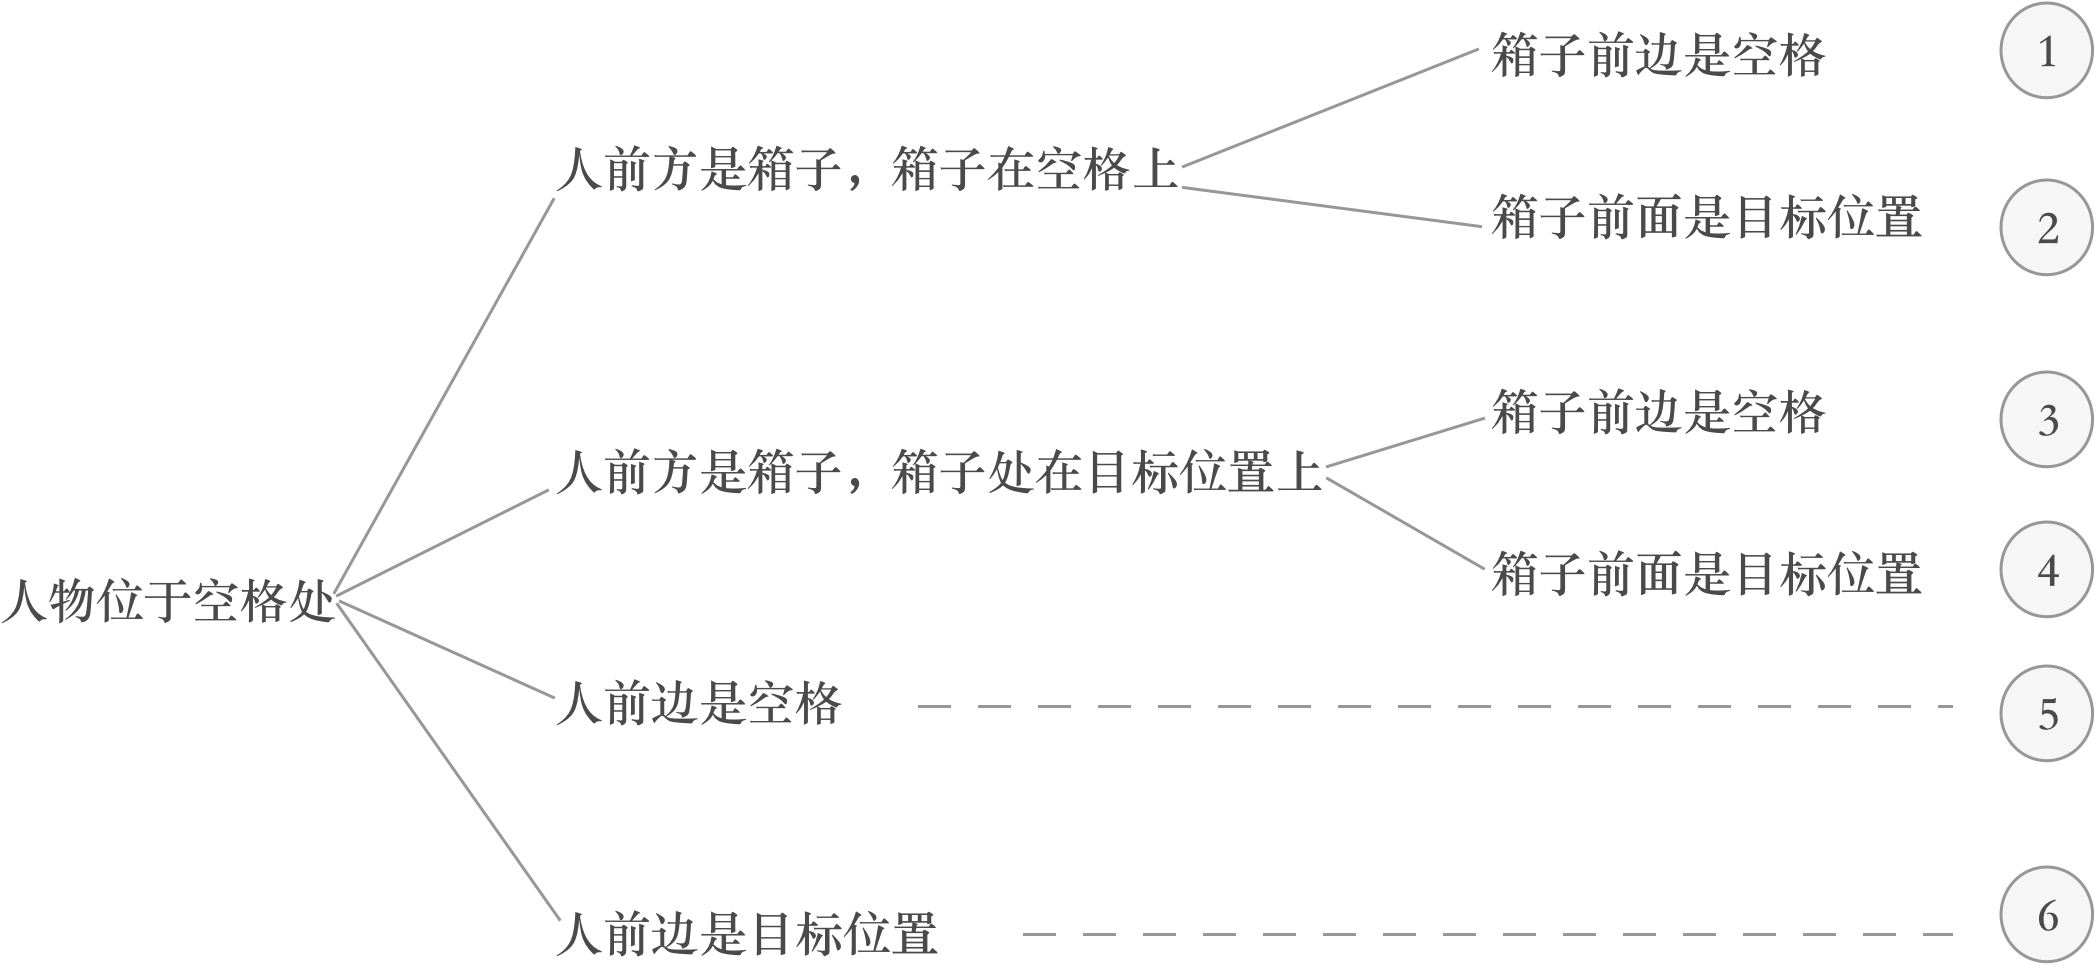 箱子前边是空格
1
人前方是箱子，箱子在空格上
箱子前面是目标位置
2
箱子前边是空格
3
人前方是箱子，箱子处在目标位置上
箱子前面是目标位置
4
人物位于空格处
人前边是空格
5
人前边是目标位置
6